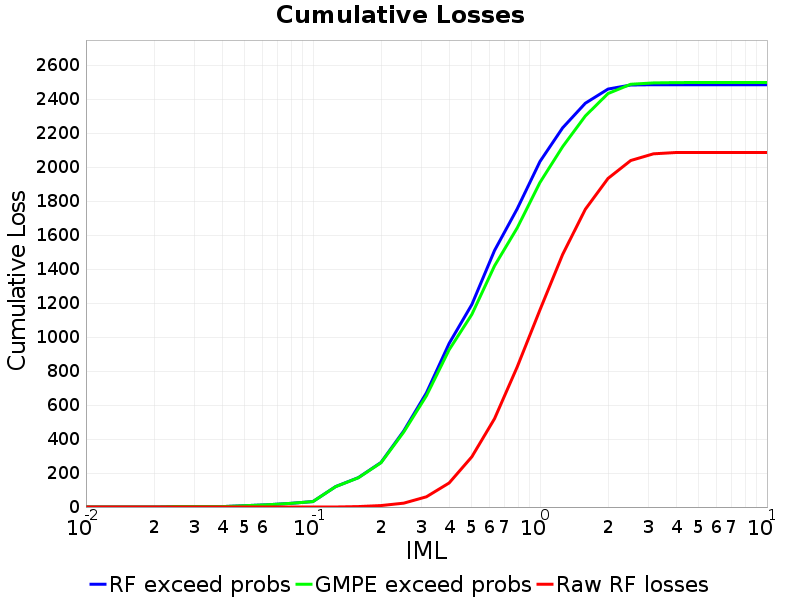 Cumulative Losses
Cumulative Loss
2600
2400
2200
2000
1800
1600
1400
1200
1000
800
600
400
200
0
10-2 2 3 4 5 6 10-1 2 3 4 5 6 7 100 2 3 4 5 6 7 101
IML
RF exceed probs GMPE exceed probs Raw RF losses